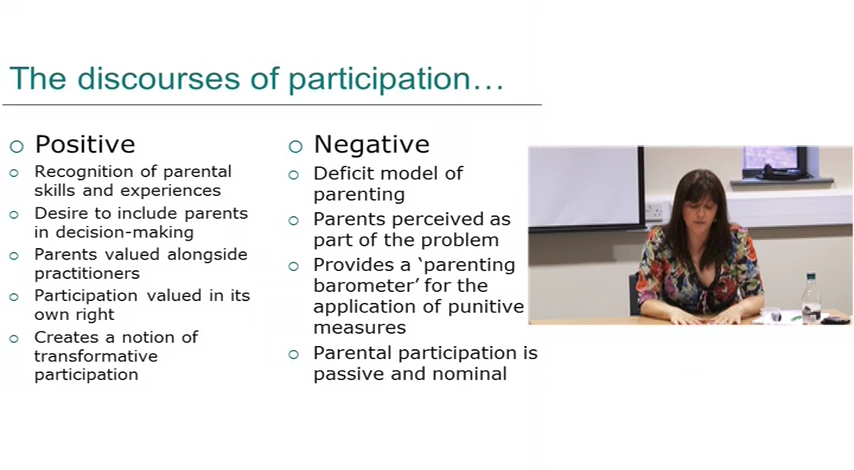 The discourses of participation…
Positive
Recognition of parental
skills and experiences
Desire to include parents
in decision-making
Parents valued alongside
practitioners
Participation valued in its
own right
Creates a notion of
transformative
participation
Negative
Deficit model of
parenting
Parents perceived as
part of the problem
Provides a ‘parenting
barometer’ for the
application of punitive
measures
Parental participation is
passive and nominal